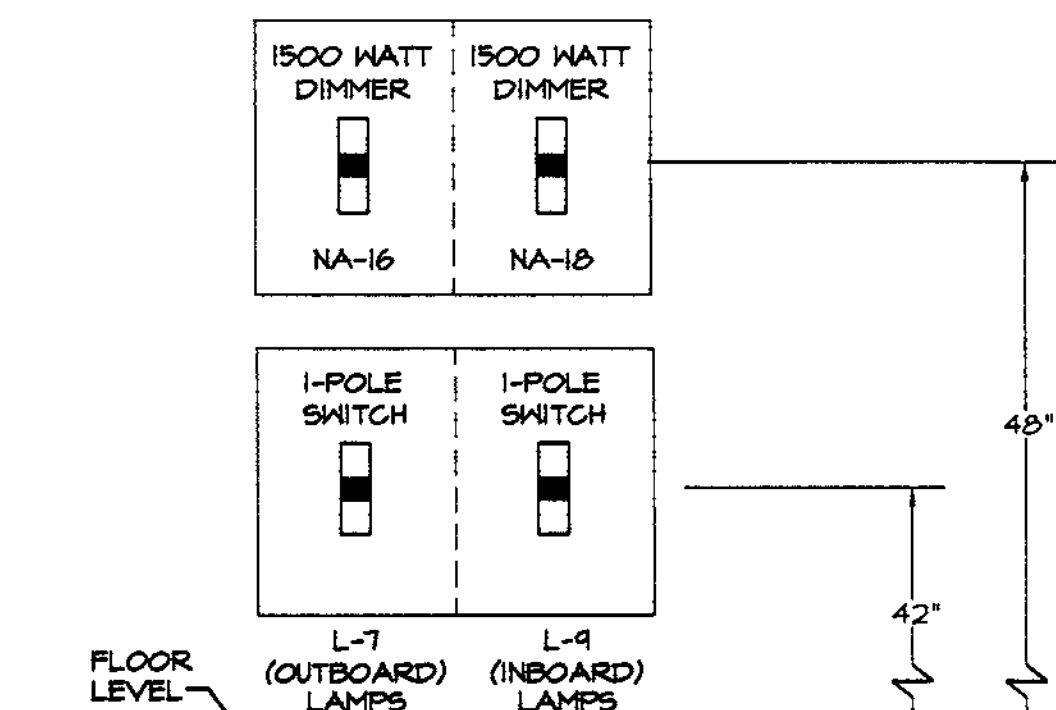 1500 WATT
DIMMER
NA-16
1500 WATT
DIMMER
NA-18
1-POLE
SWITCH
1-POLE
SWITCH
48"
42"
L-7
(OUTBOARD)
LAMPS
L-9
(INBOARD)
LAMPS
FLOOR
LEVEL